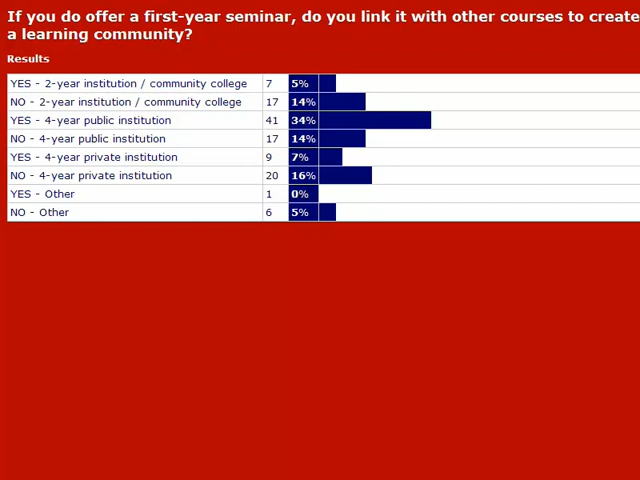 If you do offer a first-year seminar, do you link it with other courses to create
a learning community?
Results
YES - 2-year institution / community college 7 5%
NO - 2-year institution / community college 17 14%
YES - 4-year public institution 41 34%
NO - 4-year public institution 17 14%
YES - 4-year private institution 9 7%
NO - 4-year private institution 20 16%
YES - Other 1 0%
NO - Other 6 5%